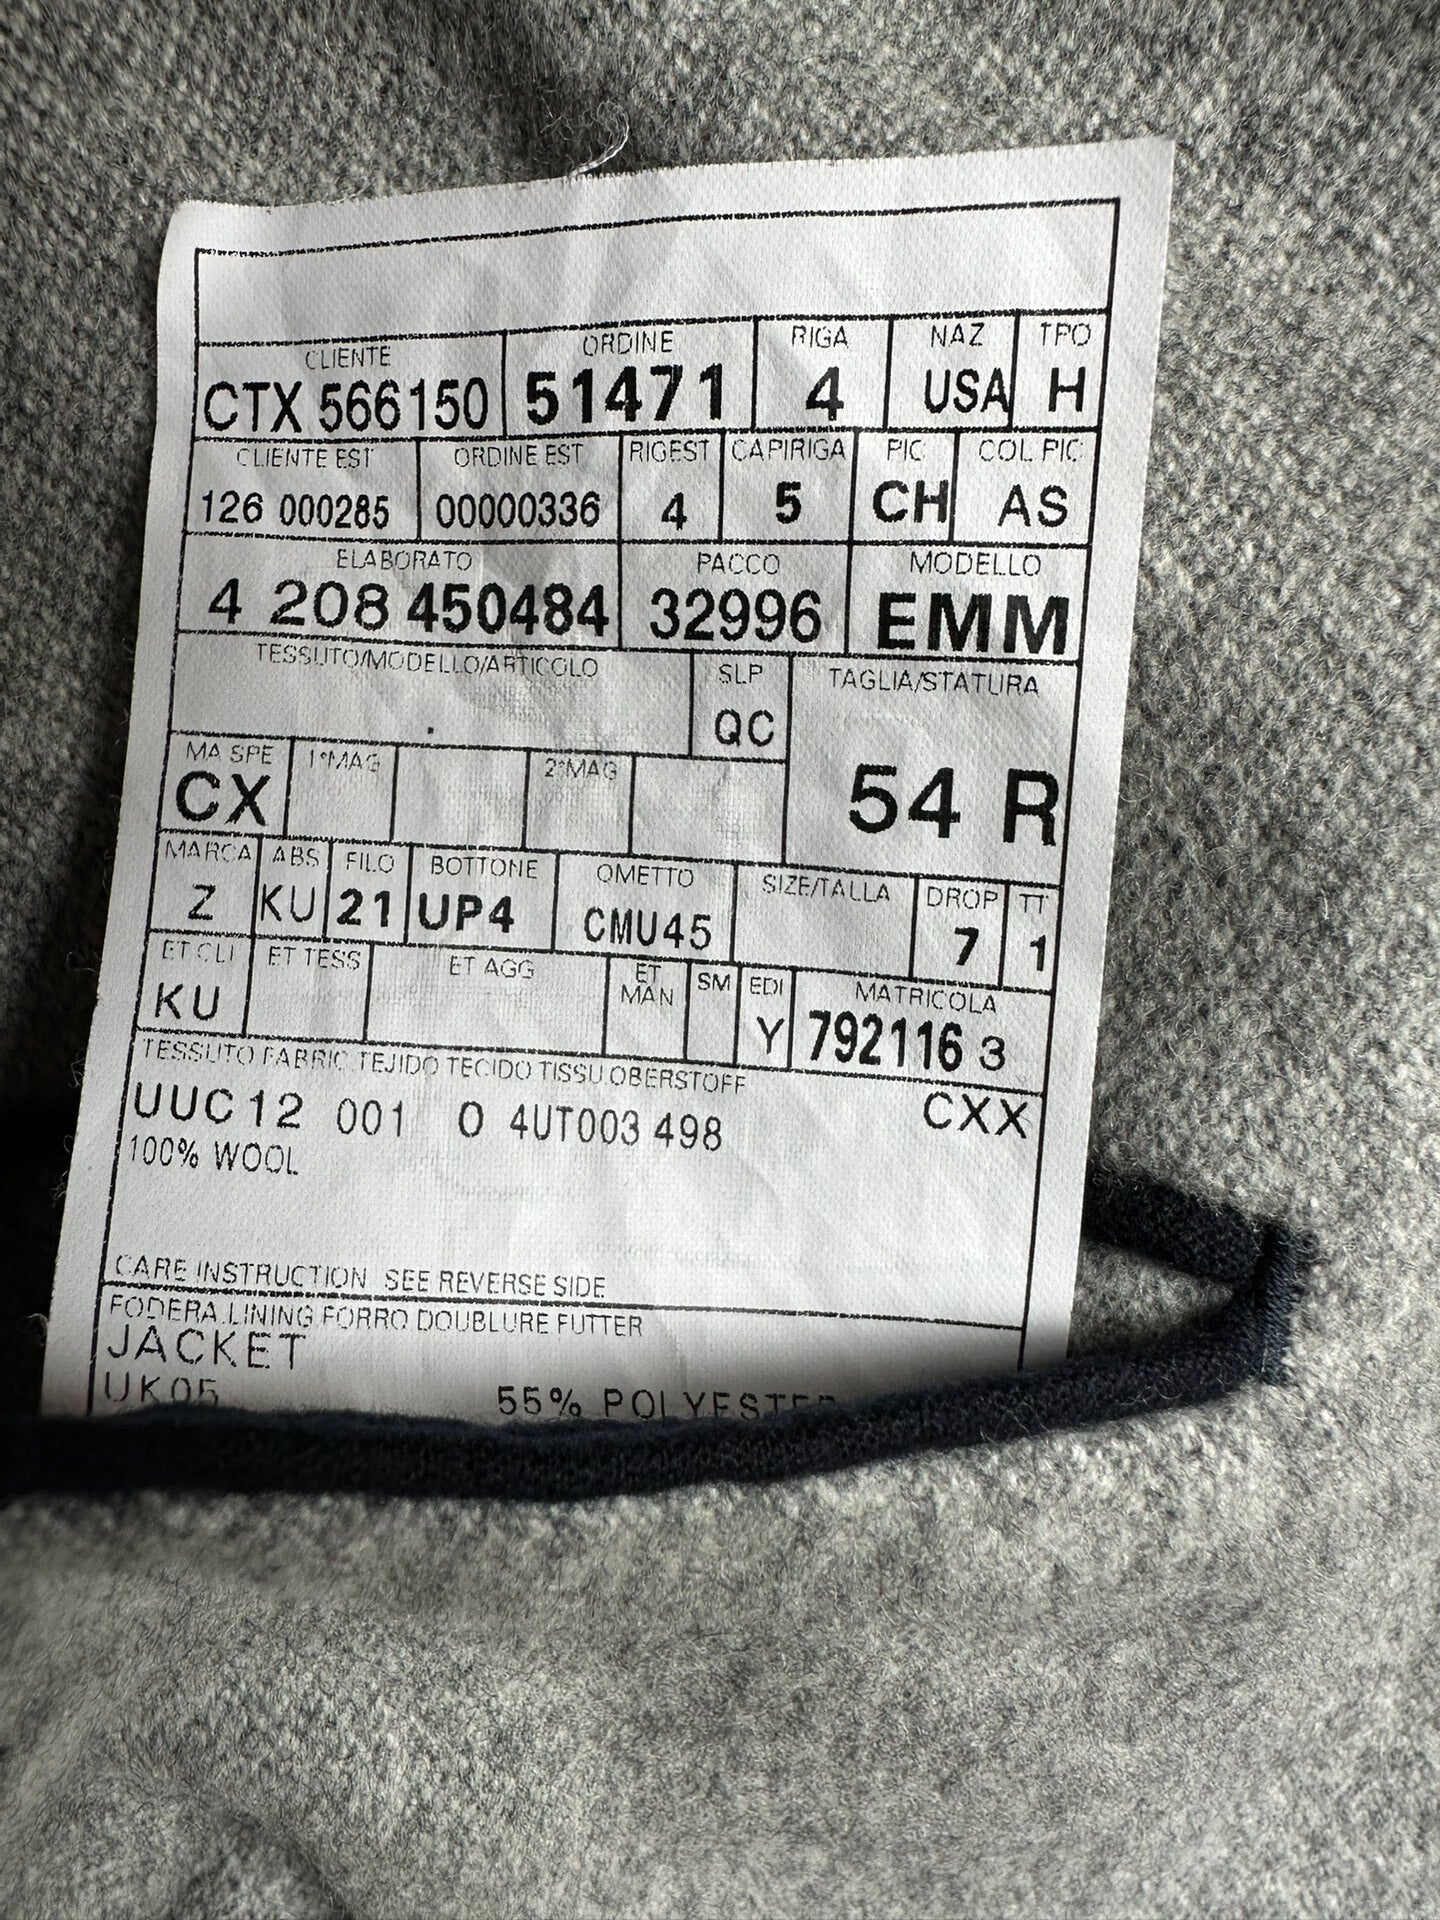 CLIENTE ORDINE RIGA NAZ TPO
CTX 566150 51471 4 USA H
CLIENTE EST ORDINE EST RIGEST CAPIRIGA PIC COL PIC
126 000285 00000336 4 5 CH AS
ELABORATO PACCO MODELLO
4 208 450484 32996 EMM
TESSUTO/MODELLO/ARTICOLO SLP TAGLIA/STATURA
QC
54 R
MA SPE 1°MAG 2°MAG
CX
MARCA ABS FILO BOTTONE OMETTO SIZE/TALLA DROP TT
Z KU 21 UP4 CMU45 7 1
ET CLI ET TESS ET AGG ET MAN SM EDI MATRICOLA
KU Y 792116 3
TESSUTO FABRIC TEJIDO TECIDO TISSU OBERSTOFF
UUC12 001 0 4UT003 498 CXX
100% WOOL
CARE INSTRUCTION SEE REVERSE SIDE
FODERA LINING FORRO DOUBLURE FUTTER
JACKET
UK05 55% POLYESTER